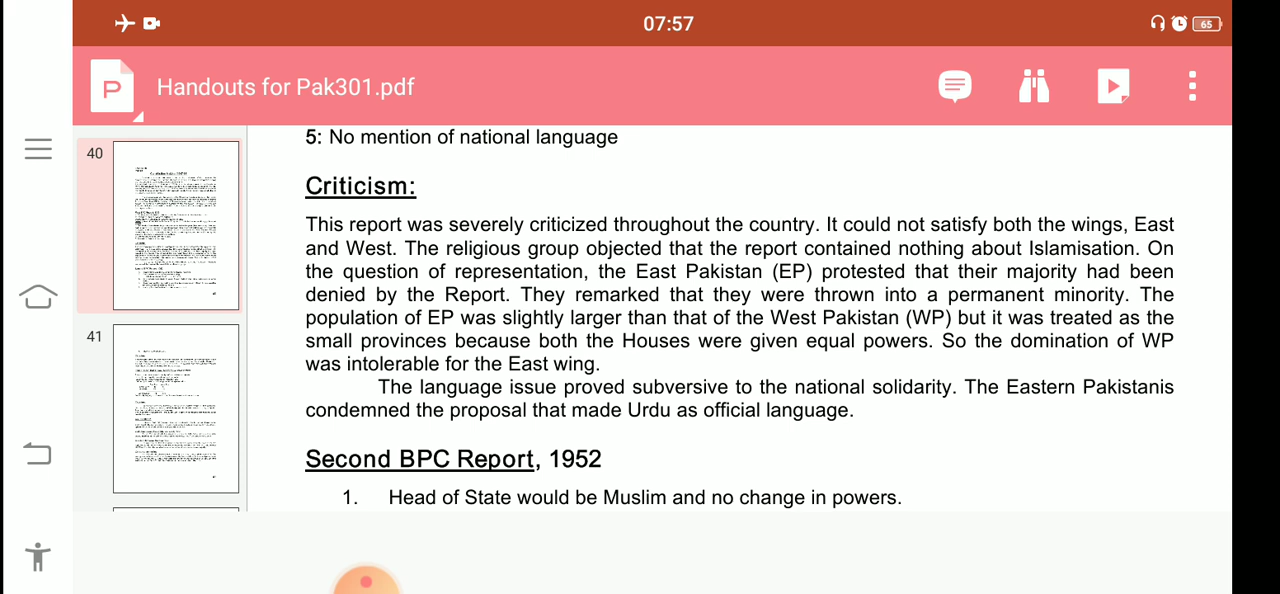 07:57
65
P
Handouts for Pak301.pdf
40
41
5: No mention of national language
Criticism:
This report was severely criticized throughout the country. It could not satisfy both the wings, East
and West. The religious group objected that the report contained nothing about Islamisation. On
the question of representation, the East Pakistan (EP) protested that their majority had been
denied by the Report. They remarked that they were thrown into a permanent minority. The
population of EP was slightly larger than that of the West Pakistan (WP) but it was treated as the
small provinces because both the Houses were given equal powers. So the domination of WP
was intolerable for the East wing.
The language issue proved subversive to the national solidarity. The Eastern Pakistanis
condemned the proposal that made Urdu as official language.
Second BPC Report, 1952
1. Head of State would be Muslim and no change in powers.